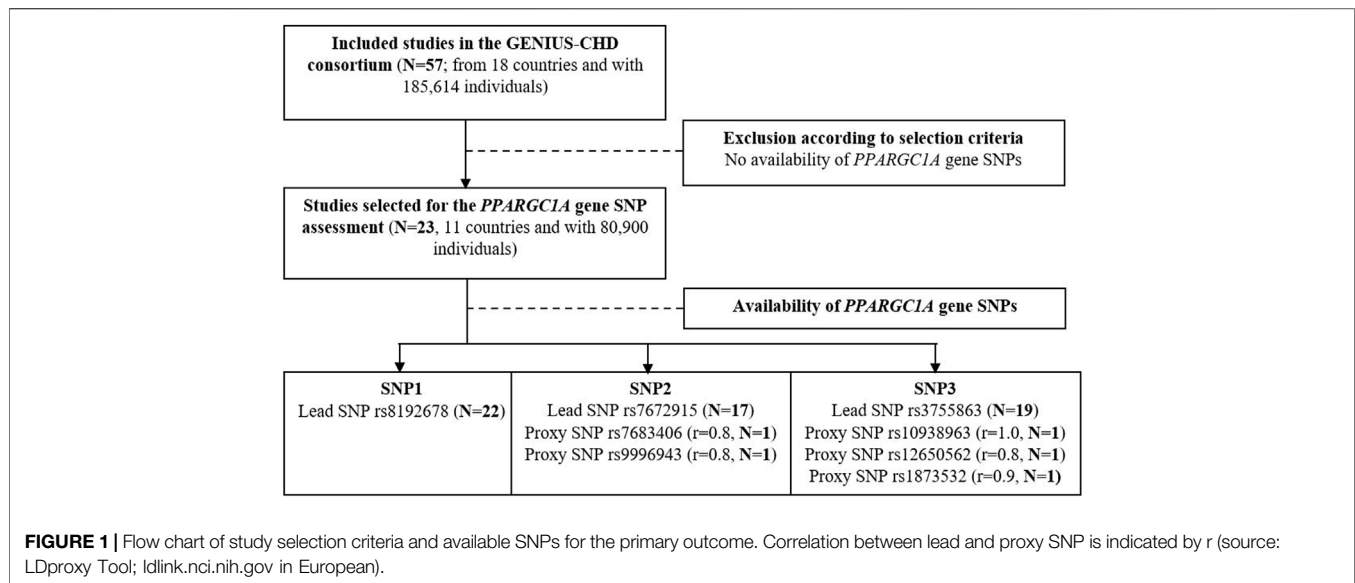 Included studies in the GENIUS-CHD
consortium (N=57; from 18 countries and with
185,614 individuals)
Exclusion according to selection criteria
No availability of PPARGC1A gene SNPs
Studies selected for the PPARGC1A gene SNP
assessment (N=23, 11 countries and with 80,900
individuals)
Availability of PPARGC1A gene SNPs
SNP1
Lead SNP rs8192678 (N=22)
SNP2
Lead SNP rs7672915 (N=17)
Proxy SNP rs7683406 (r=0.8, N=1)
Proxy SNP rs9996943 (r=0.8, N=1)
SNP3
Lead SNP rs3755863 (N=19)
Proxy SNP rs10938963 (r=1.0, N=1)
Proxy SNP rs12650562 (r=0.8, N=1)
Proxy SNP rs1873532 (r=0.9, N=1)
FIGURE 1 | Flow chart of study selection criteria and available SNPs for the primary outcome. Correlation between lead and proxy SNP is indicated by r (source:
LDproxy Tool; ldlink.nci.nih.gov in European).